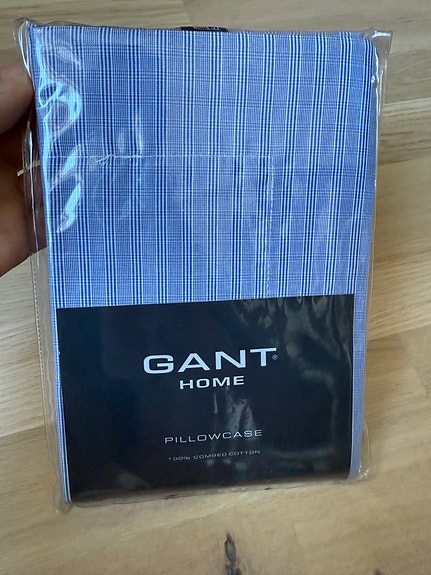 GANT®
HOME
PILLOWCASE
100% COMBED COTTON